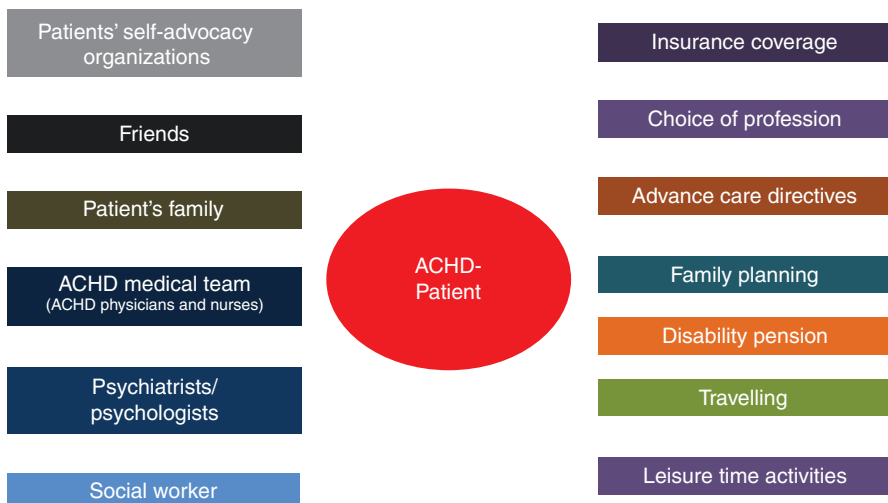 Patients’ self-advocacy
organizations
Friends
Patient’s family
ACHD medical team
(ACHD physicians and nurses)
Psychiatrists/
psychologists
Social worker
ACHD-
Patient
Insurance coverage
Choice of profession
Advance care directives
Family planning
Disability pension
Travelling
Leisure time activities